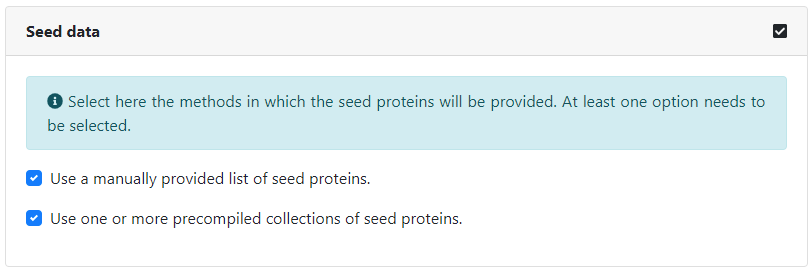 Seed data
Select here the methods in which the seed proteins will be provided. At least one option needs to
be selected.
Use a manually provided list of seed proteins.
Use one or more precompiled collections of seed proteins.